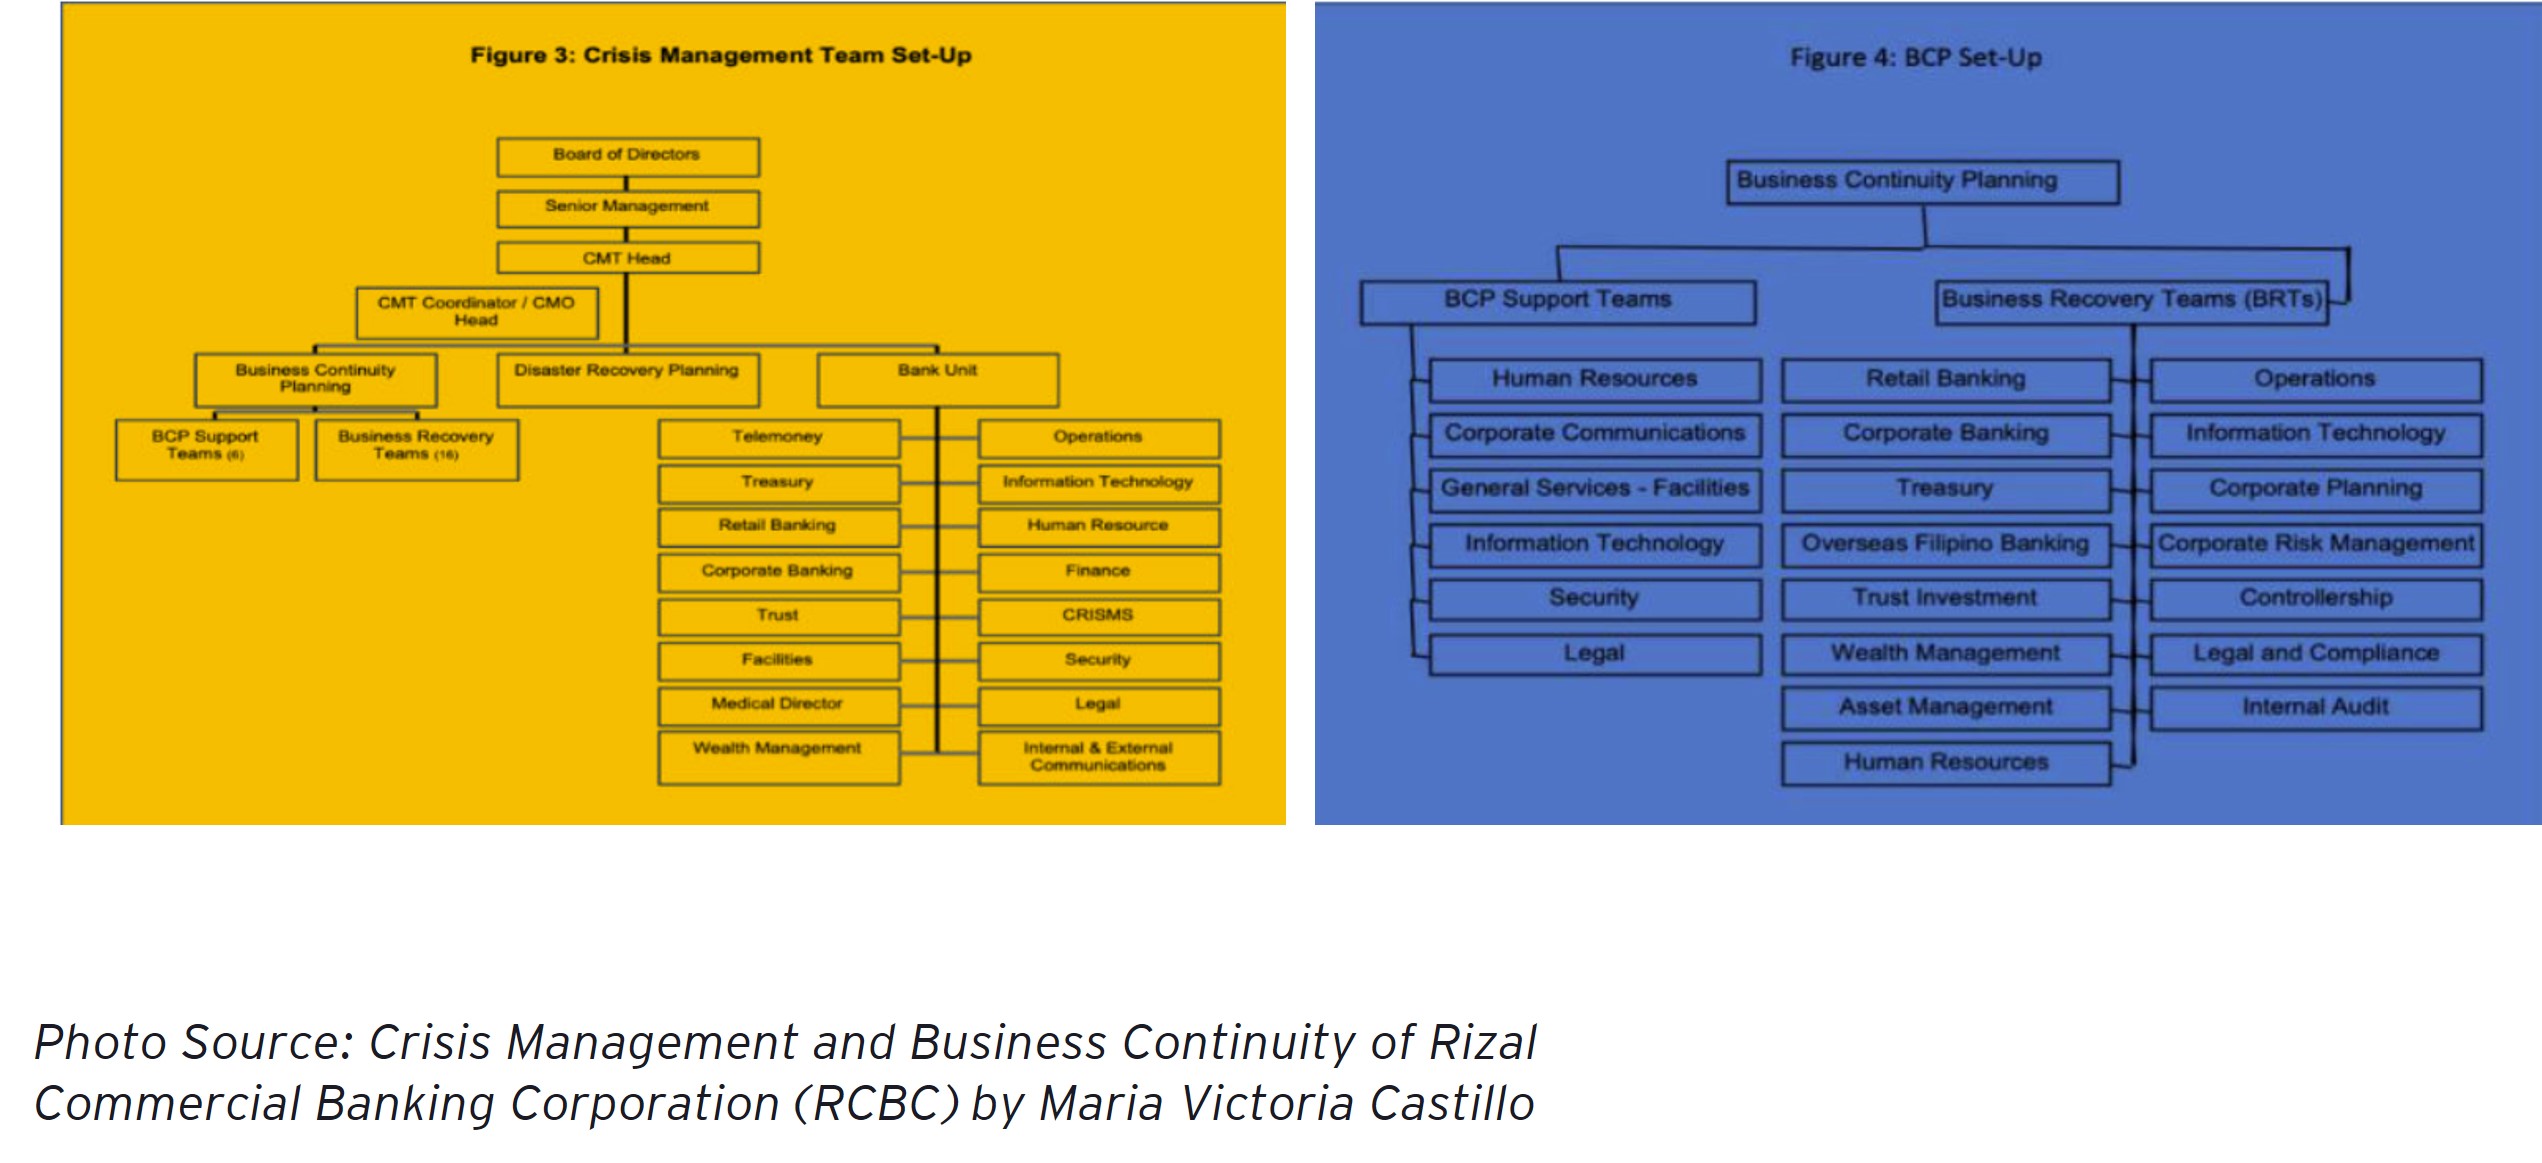 Figure 3: Crisis Management Team Set-Up
Board of Directors
Senior Management
CMT Head
CMT Coordinator / CMO
Head
Business Continuity
Planning
Disaster Recovery Planning
Bank Unit
BCP Support
Teams (6)
Business Recovery
Teams (16)
Telemoney
Operations
Treasury
Information Technology
Retail Banking
Human Resource
Corporate Banking
Finance
Trust
CRISMS
Facilities
Security
Medical Director
Legal
Wealth Management
Internal & External
Communications
Figure 4: BCP Set-Up
Business Continuity Planning
BCP Support Teams
Business Recovery Teams (BRTs)
Human Resources
Corporate Communications
General Services - Facilities
Information Technology
Security
Legal
Retail Banking
Operations
Corporate Banking
Information Technology
Treasury
Corporate Planning
Overseas Filipino Banking
Corporate Risk Management
Trust Investment
Controllership
Wealth Management
Legal and Compliance
Asset Management
Internal Audit
Human Resources
Photo Source: Crisis Management and Business Continuity of Rizal
Commercial Banking Corporation (RCBC) by Maria Victoria Castillo